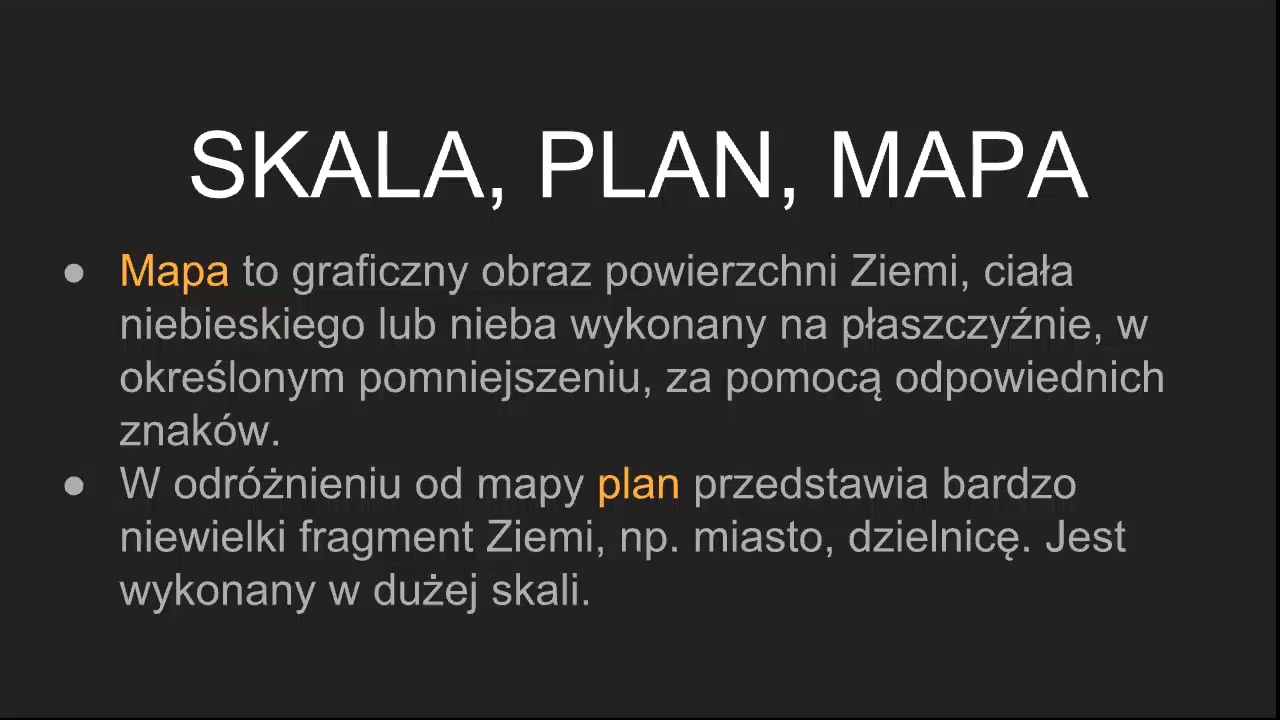 SKALA, PLAN, MAPA
● Mapa to graficzny obraz powierzchni Ziemi, ciała
niebieskiego lub nieba wykonany na płaszczyźnie, w
określonym pomniejszeniu, za pomocą odpowiednich
znaków.
● W odróżnieniu od mapy plan przedstawia bardzo
niewielki fragment Ziemi, np. miasto, dzielnicę. Jest
wykonany w dużej skali.